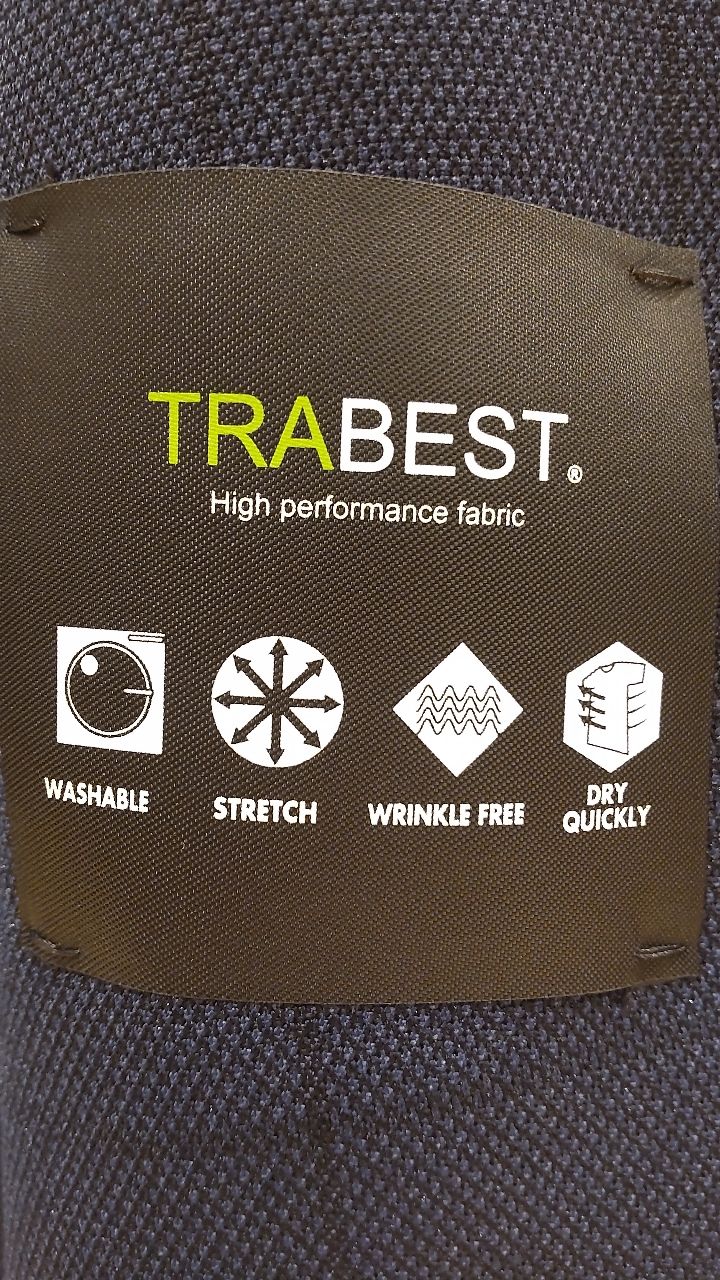 TRABEST®
High performance fabric
WASHABLE
STRETCH
WRINKLE FREE
DRY
QUICKLY